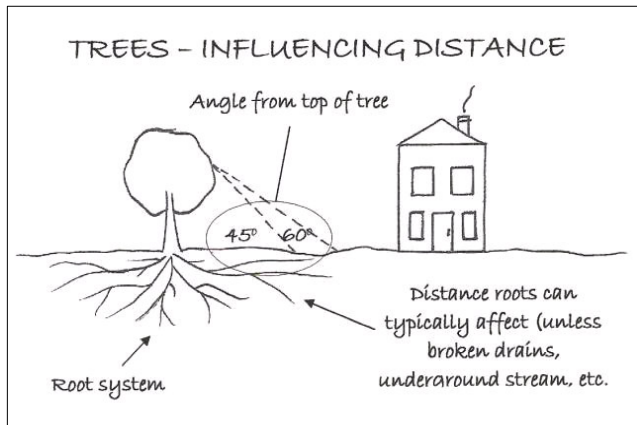 TREES – INFLUENCING DISTANCE
Angle from top of tree
45° 60°
Distance roots can
typically affect (unless
broken drains,
underaround stream, etc.
Root system